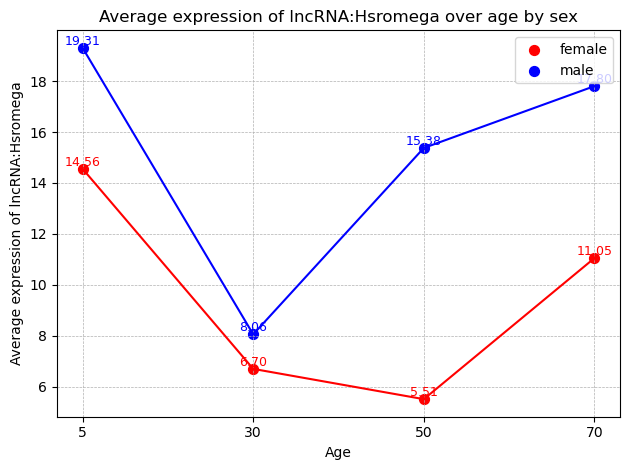 Average expression of lncRNA:Hsromega over age by sex
female
male
19.31
17.80
15.38
14.56
11.05
8.06
6.70
5.51
18
16
14
12
10
8
6
Average expression of lncRNA:Hsromega
5 30 50 70
Age